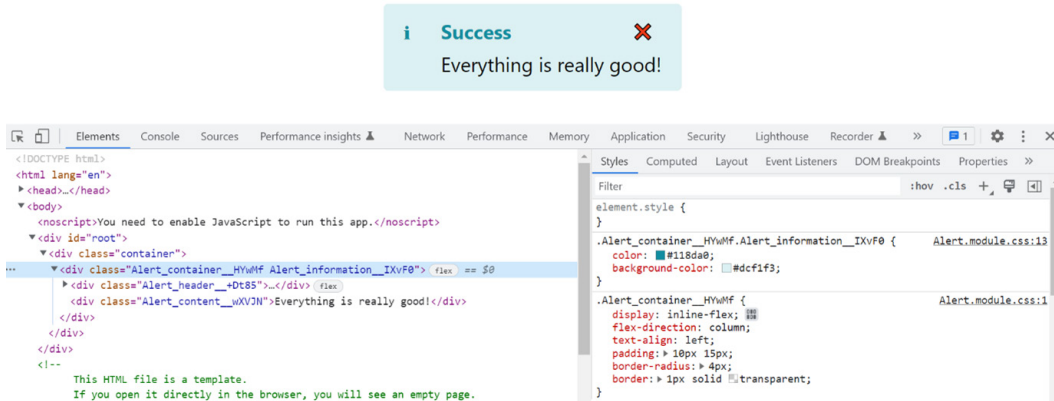 i Success ❌
Everything is really good!
Elements Console Sources Performance insights Network Performance Memory Application Security Lighthouse Recorder » 1
<!DOCTYPE html>
<html lang="en">
<head>…</head>
<body>
<noscript>You need to enable JavaScript to run this app.</noscript>
<div id="root">
<div class="container">
… <div class="Alert_container__HYwMf Alert_information__IXvF0"> flex == $0
<div class="Alert_header__+Dt85">…</div> flex
<div class="Alert_content__wXVJN">Everything is really good!</div>
</div>
</div>
</div>
<!--
This HTML file is a template.
If you open it directly in the browser, you will see an empty page.
Styles Computed Layout Event Listeners DOM Breakpoints Properties »
Filter :hov .cls +
element.style {
}
.Alert_container__HYwMf.Alert_information__IXvF0 { Alert.module.css:13
color: #118da0;
background-color: #dcf1f3;
}
.Alert_container__HYwMf { Alert.module.css:1
display: inline-flex;
flex-direction: column;
text-align: left;
padding: 10px 15px;
border-radius: 4px;
border: 1px solid transparent;
}